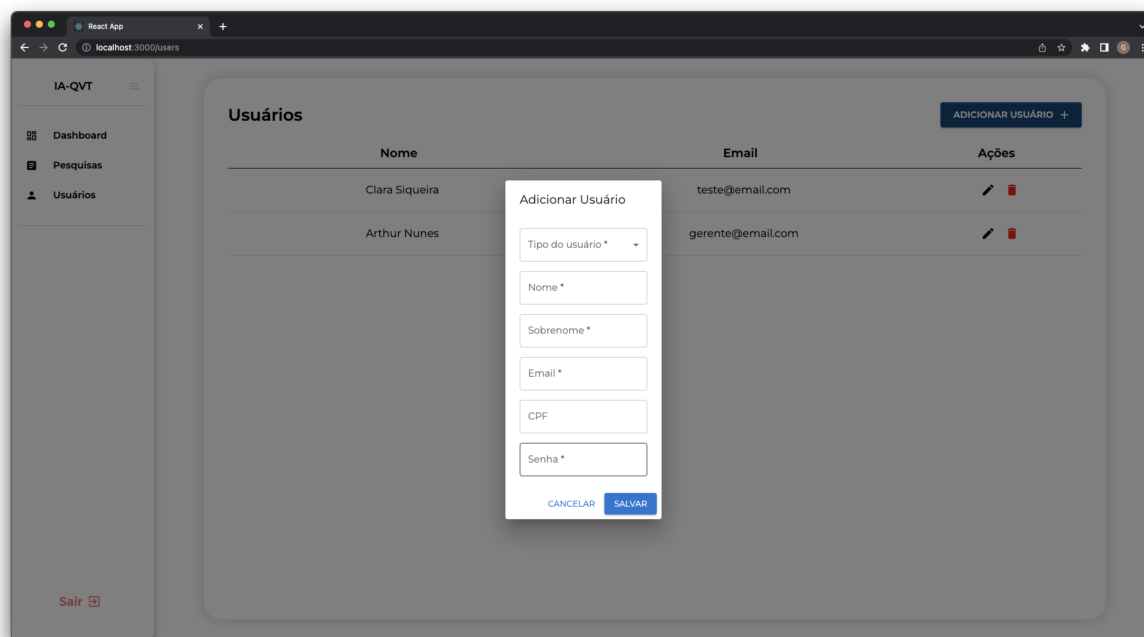 React App
localhost:3000/users
G
IA-QVT
Dashboard
Pesquisas
Usuários
Sair
Usuários
ADICIONAR USUÁRIO +
Nome Email Ações
Clara Siqueira teste@email.com
Arthur Nunes gerente@email.com
Adicionar Usuário
Tipo do usuário *
Nome *
Sobrenome *
Email *
CPF
Senha *
CANCELAR SALVAR